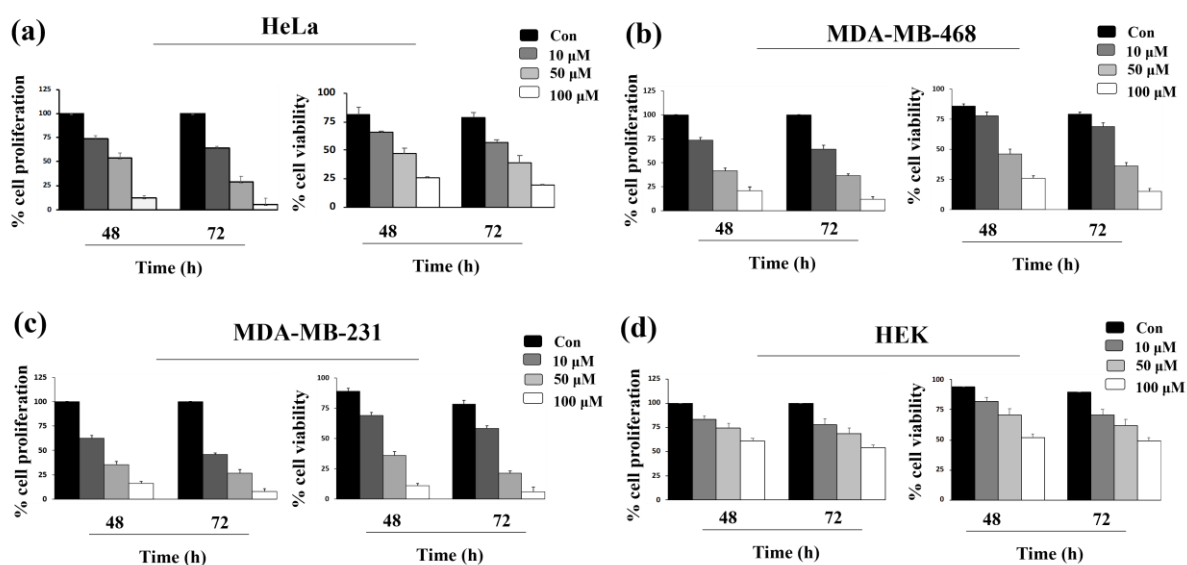 (a)
HeLa
Con
10 μM
50 μM
100 μM
% cell proliferation
125
100
75
50
25
0
48
72
Time (h)
% cell viability
100
75
50
25
0
48
72
Time (h)
(b)
MDA-MB-468
Con
10 μM
50 μM
100 μM
% cell proliferation
125
100
75
50
25
0
48
72
Time (h)
% cell viability
100
75
50
25
0
48
72
Time (h)
(c)
MDA-MB-231
Con
10 μM
50 μM
100 μM
% cell proliferation
125
100
75
50
25
0
48
72
Time (h)
% cell viability
100
75
50
25
0
48
72
Time (h)
(d)
HEK
Con
10 μM
50 μM
100 μM
% cell proliferation
125
100
75
50
25
0
48
72
Time (h)
% cell viability
100
75
50
25
0
48
72
Time (h)